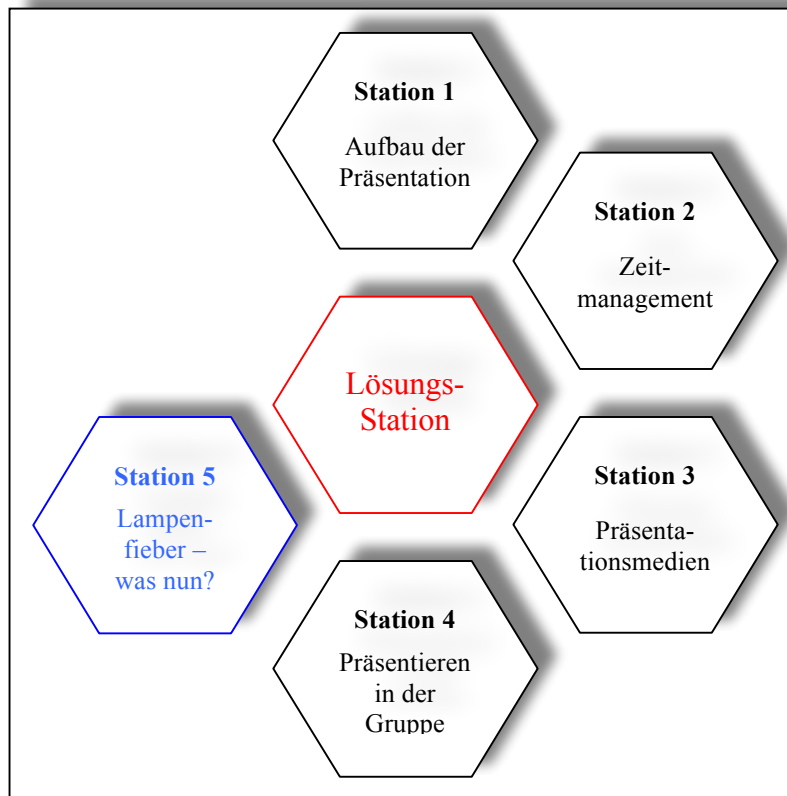 Station 1
Aufbau der
Präsentation
Station 2
Zeit-
management
Lösungs-
Station
Station 3
Präsenta-
tionsmedien
Station 4
Präsentieren
in der
Gruppe
Station 5
Lampen-
fieber –
was nun?